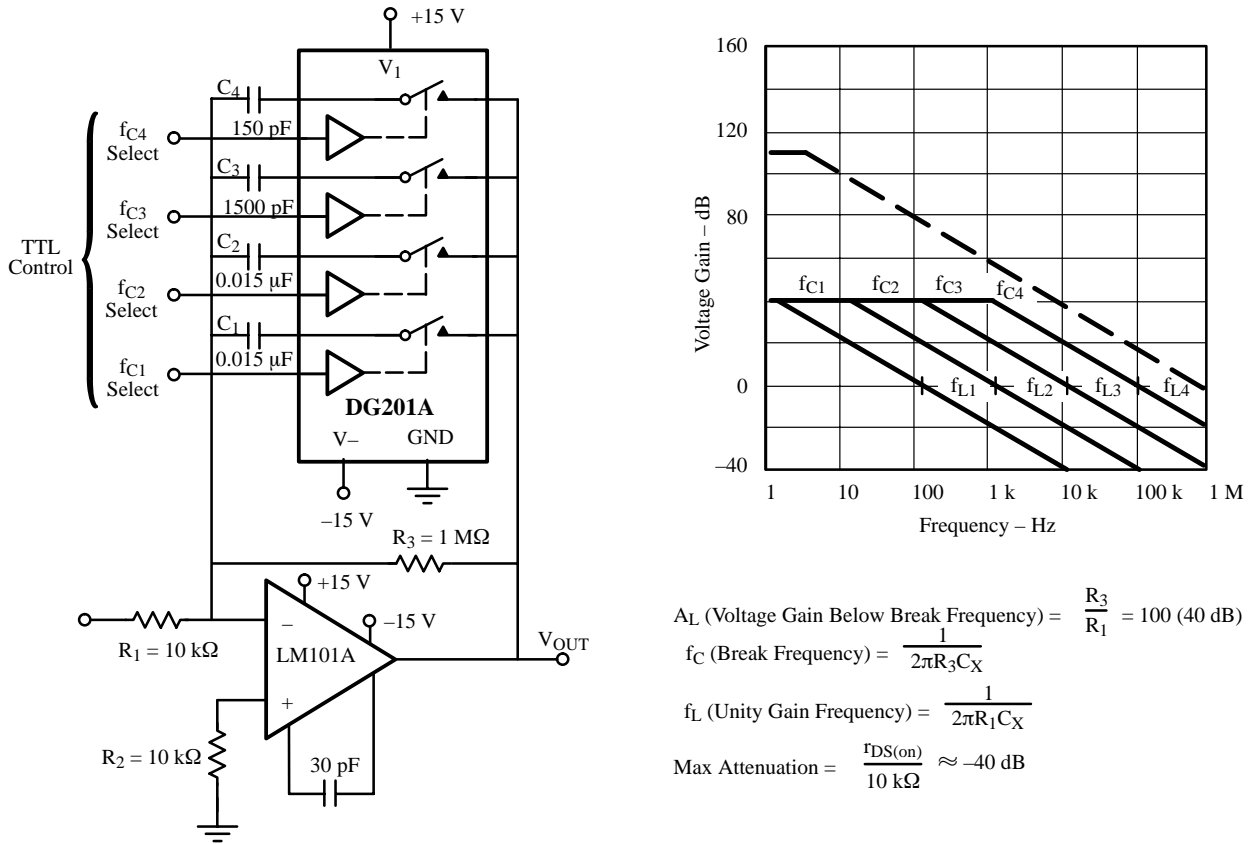 +15 V
V1
C4
150 pF
fC4
Select
C3
1500 pF
fC3
Select
TTL
Control
C2
0.015 µF
fC2
Select
C1
0.015 µF
fC1
Select
DG201A
V–
GND
–15 V
R3 = 1 MΩ
+15 V
–15 V
R1 = 10 kΩ
–
LM101A
VOUT
+
R2 = 10 kΩ
30 pF
Voltage Gain – dB
160
120
80
40
0
–40
fC1
fC2
fC3
fC4
fL1
fL2
fL3
fL4
1
10
100
1 k
10 k
100 k
1 M
Frequency – Hz
AL (Voltage Gain Below Break Frequency) = R3 / R1 = 100 (40 dB)
fC (Break Frequency) = 1 / 2πR3CX
fL (Unity Gain Frequency) = 1 / 2πR1CX
Max Attenuation = rDS(on) / 10 kΩ ≈ –40 dB